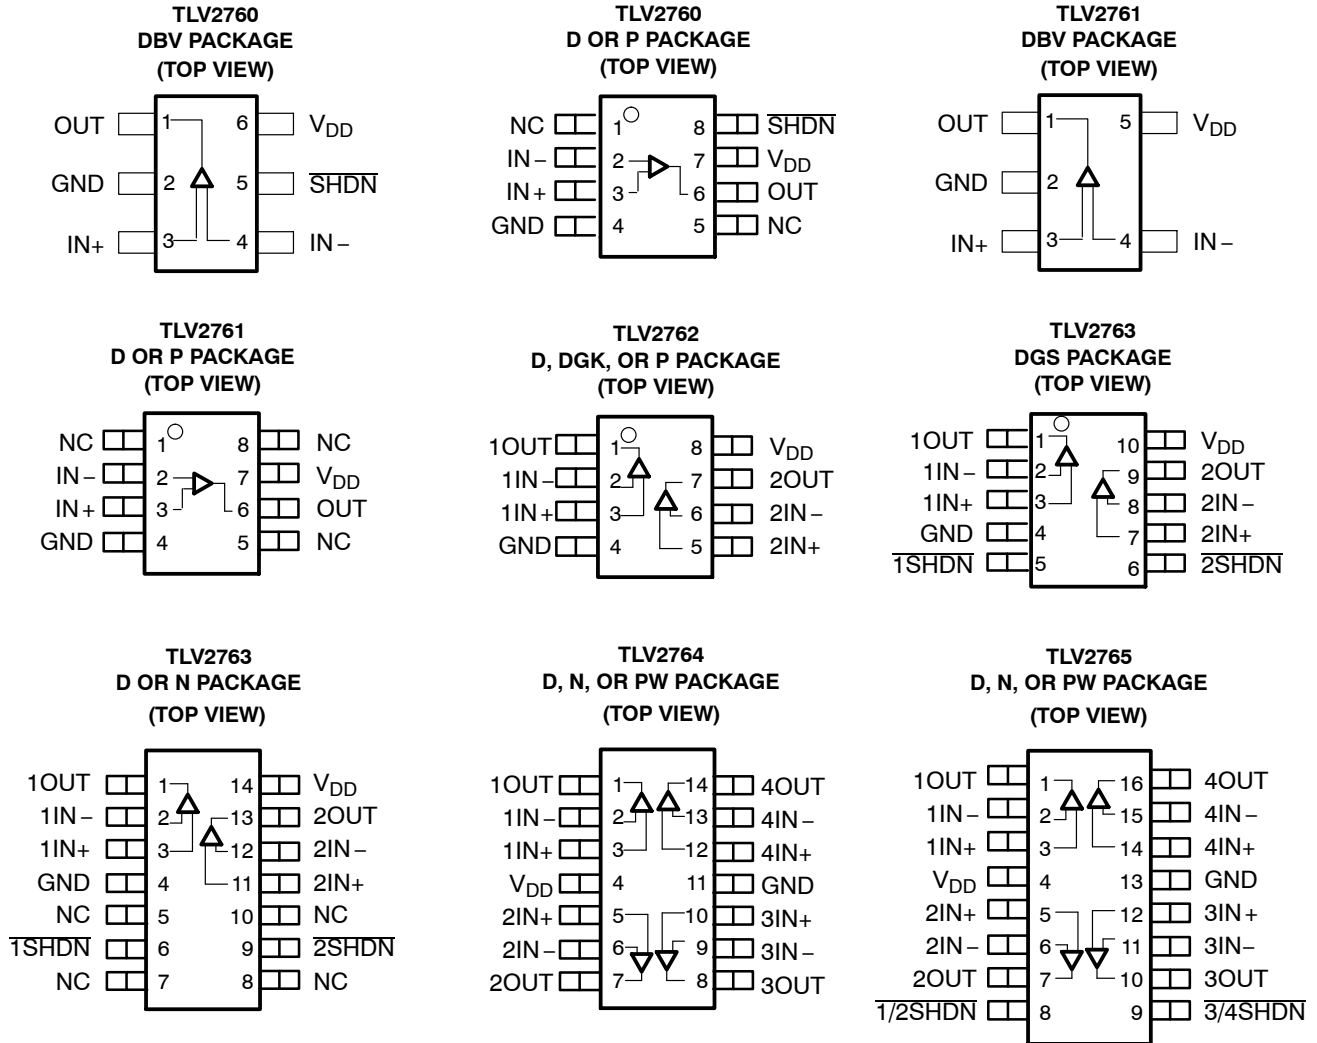 TLV2760
DBV PACKAGE
(TOP VIEW)
OUT 1 6 VDD
GND 2 5 SHDN
IN+ 3 4 IN−
TLV2760
D OR P PACKAGE
(TOP VIEW)
NC 1 8 SHDN
IN− 2 7 VDD
IN+ 3 6 OUT
GND 4 5 NC
TLV2761
DBV PACKAGE
(TOP VIEW)
OUT 1 5 VDD
GND 2
IN+ 3 4 IN−
TLV2761
D OR P PACKAGE
(TOP VIEW)
NC 1 8 NC
IN− 2 7 VDD
IN+ 3 6 OUT
GND 4 5 NC
TLV2762
D, DGK, OR P PACKAGE
(TOP VIEW)
1OUT 1 8 VDD
1IN− 2 7 2OUT
1IN+ 3 6 2IN−
GND 4 5 2IN+
TLV2763
DGS PACKAGE
(TOP VIEW)
1OUT 1 10 VDD
1IN− 2 9 2OUT
1IN+ 3 8 2IN−
GND 4 7 2IN+
1SHDN 5 6 2SHDN
TLV2763
D OR N PACKAGE
(TOP VIEW)
1OUT 1 14 VDD
1IN− 2 13 2OUT
1IN+ 3 12 2IN−
GND 4 11 2IN+
NC 5 10 NC
1SHDN 6 9 2SHDN
NC 7 8 NC
TLV2764
D, N, OR PW PACKAGE
(TOP VIEW)
1OUT 1 14 4OUT
1IN− 2 13 4IN−
1IN+ 3 12 4IN+
VDD 4 11 GND
2IN+ 5 10 3IN+
2IN− 6 9 3IN−
2OUT 7 8 3OUT
TLV2765
D, N, OR PW PACKAGE
(TOP VIEW)
1OUT 1 16 4OUT
1IN− 2 15 4IN−
1IN+ 3 14 4IN+
VDD 4 13 GND
2IN+ 5 12 3IN+
2IN− 6 11 3IN−
2OUT 7 10 3OUT
1/2SHDN 8 9 3/4SHDN